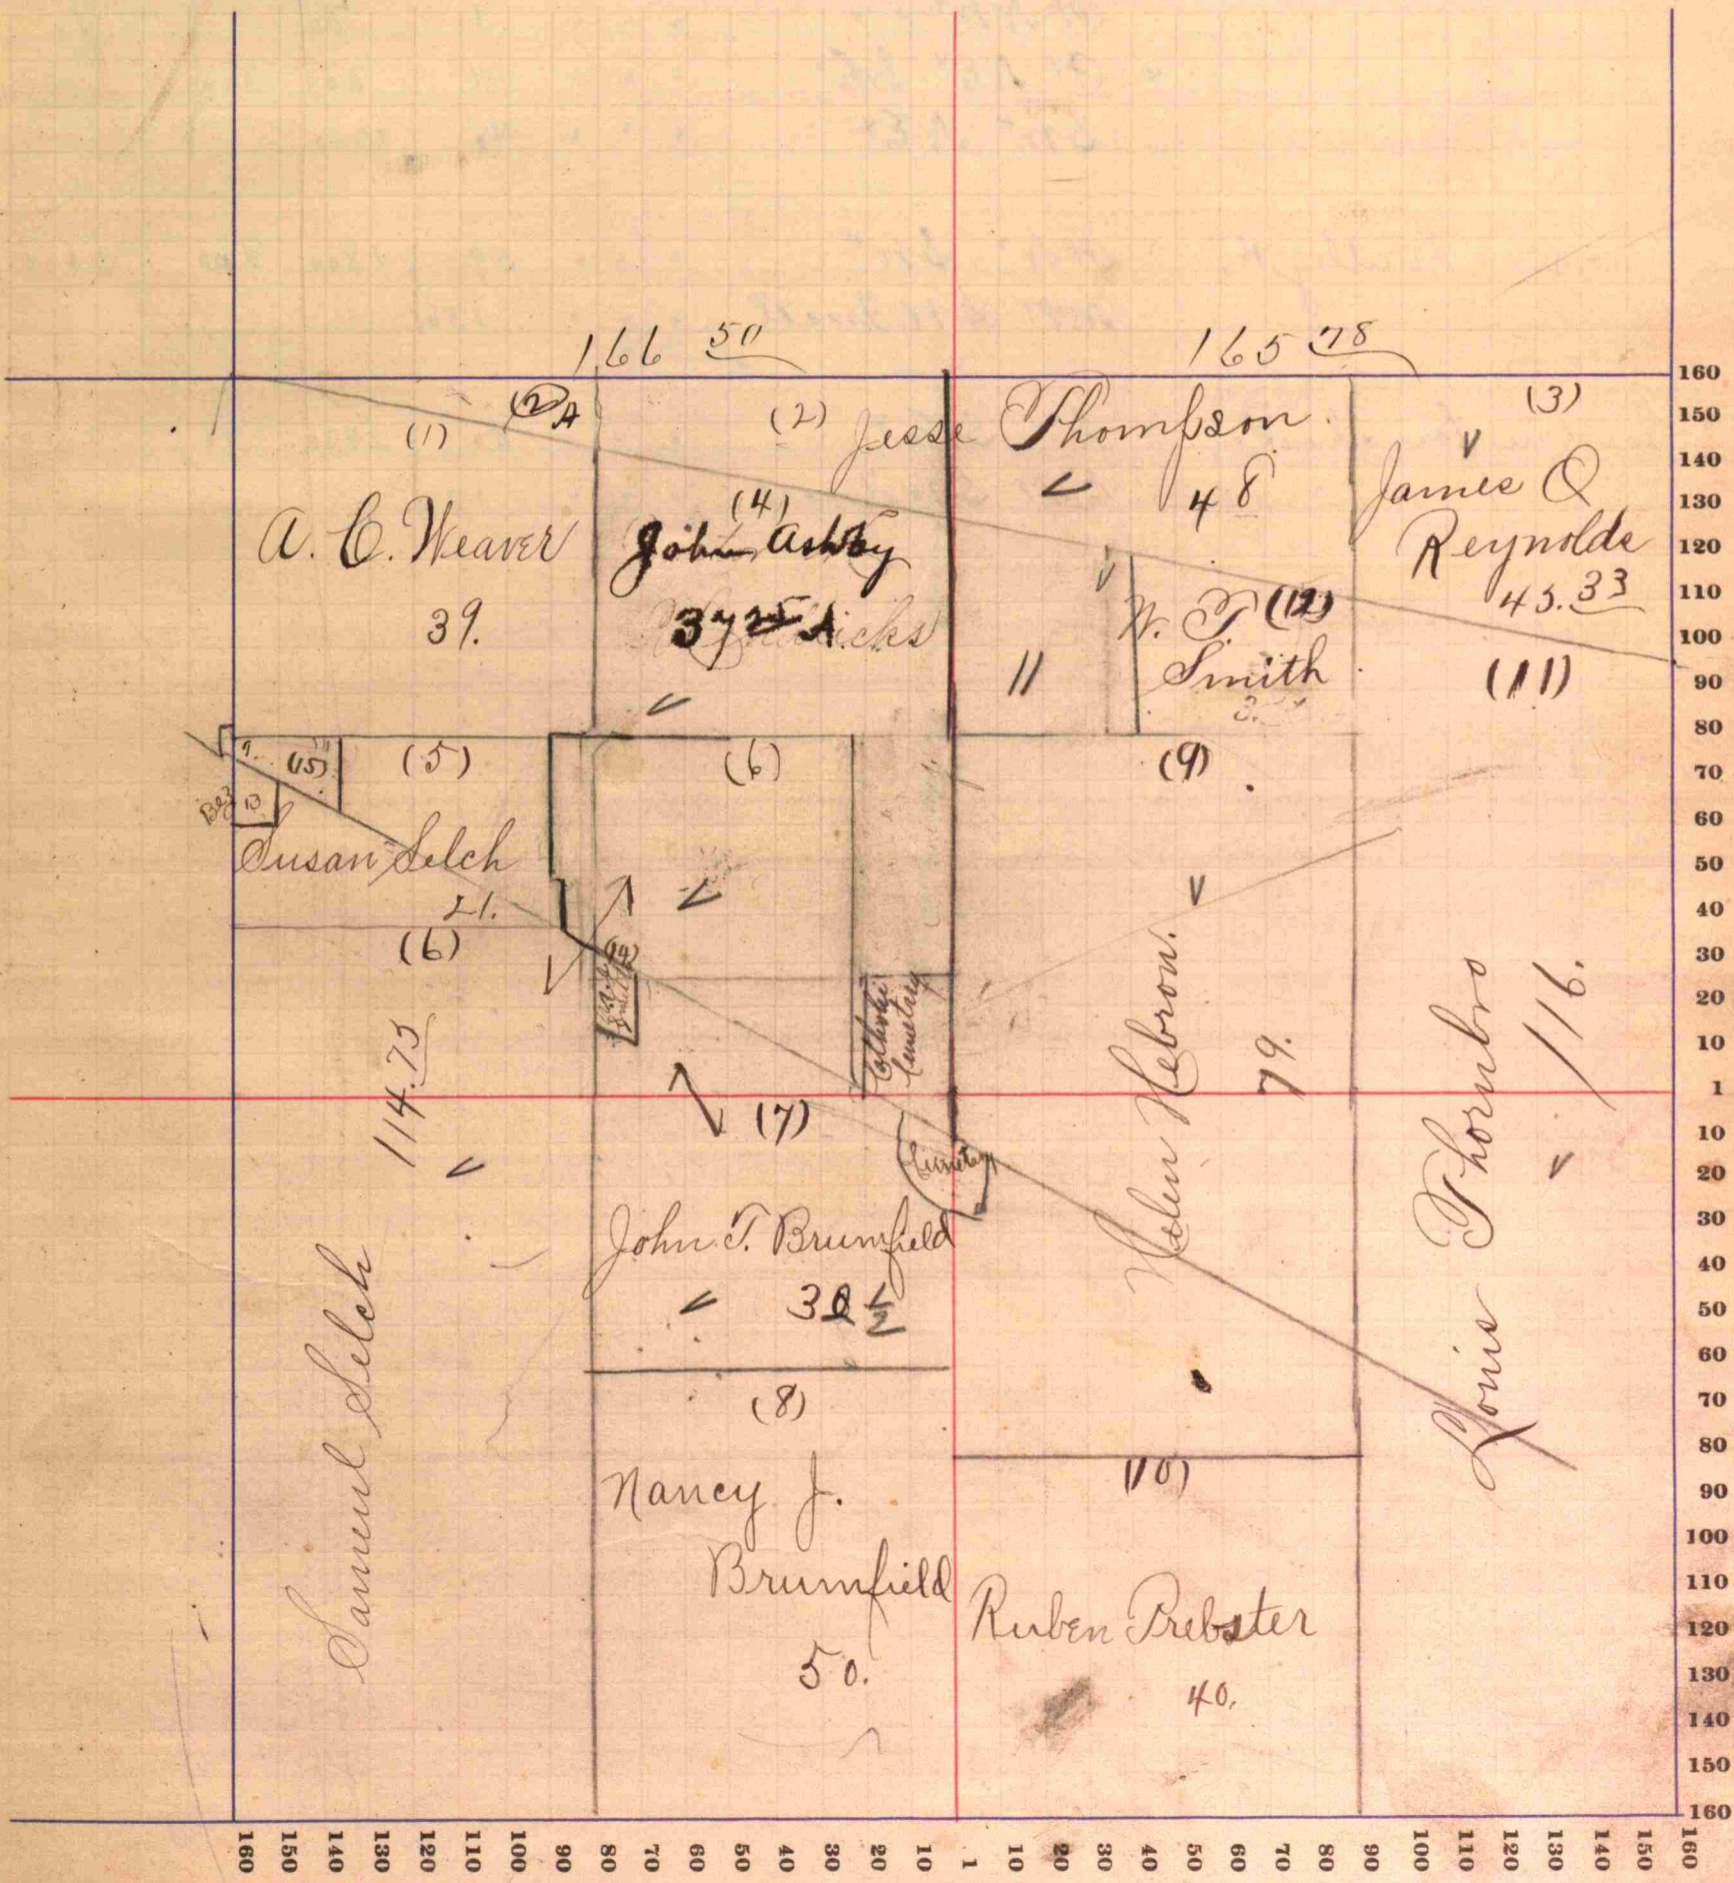 166 50
165 78
(1)
(2) A
(2)
Jesse Thompson.
48
(3)
James Q
Reynolds
45.33
A. C. Weaver
39.
(4)
John Ashby
37 25 A.
W. T. (12)
Smith
11
(11)
(15)
(5)
(6)
(9)
B
Susan Selch
21.
(6)
114.75
Samuel Selch
Catholic
Cemetery
(7)
Cemetery
John T. Brumfield
(8)
Nancy J.
Brumfield
50.
Helen Hebron.
79.
(10)
Ruben Prebster
40.
Louis Thornbro
116.
160
150
140
130
120
110
100
90
80
70
60
50
40
30
20
10
1
10
20
30
40
50
60
70
80
90
100
110
120
130
140
150
160
160 150 140 130 120 110 100 90 80 70 60 50 40 30 20 10 1 10 20 30 40 50 60 70 80 90 100 110 120 130 140 150 160